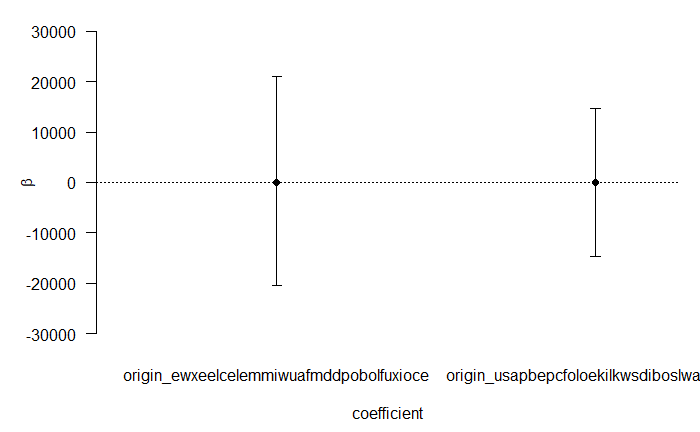 30000
20000
10000
0
-10000
-20000
-30000
β
origin_ewxeelcelemmiwuafmddpobolfuxioce origin_usapbepcfoloekilkwsdiboslwa
coefficient